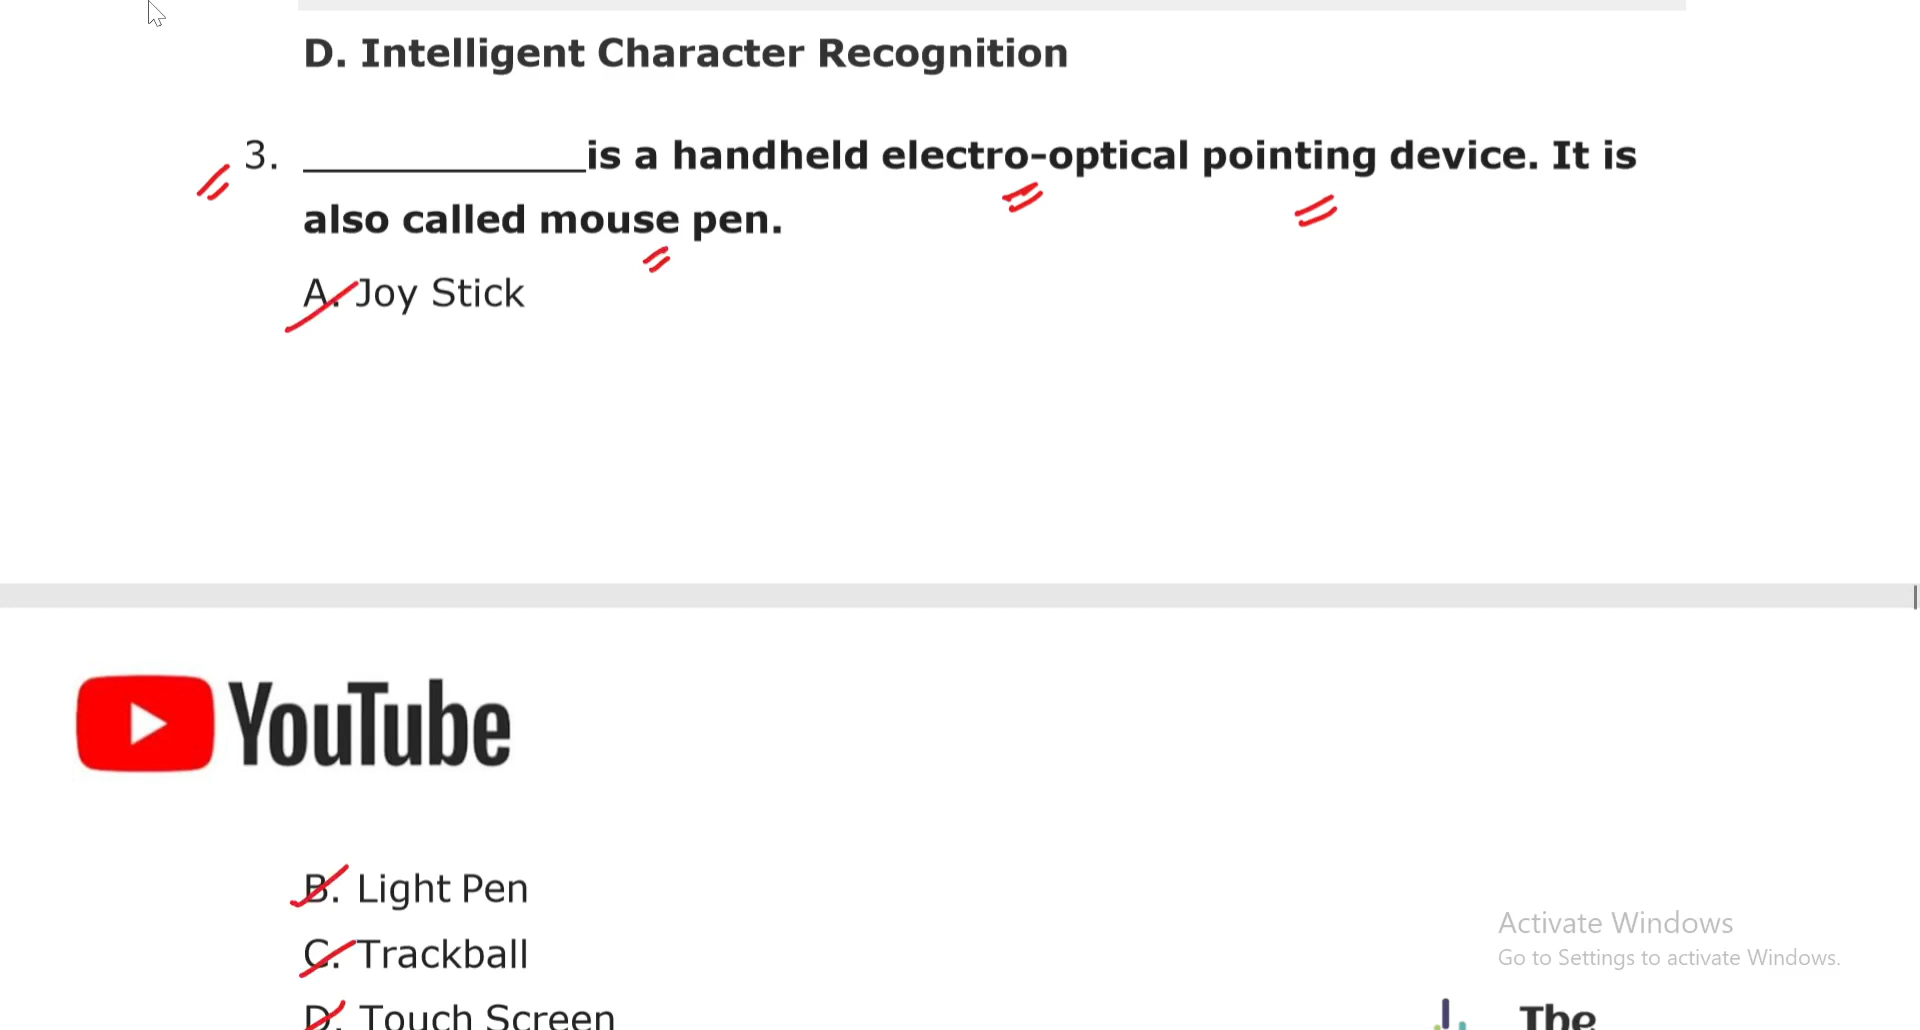 D. Intelligent Character Recognition
3. ______________is a handheld electro-optical pointing device. It is
also called mouse pen.
A. Joy Stick
YouTube
B. Light Pen
C. Trackball
D. Touch Screen
Activate Windows
Go to Settings to activate Windows.
The